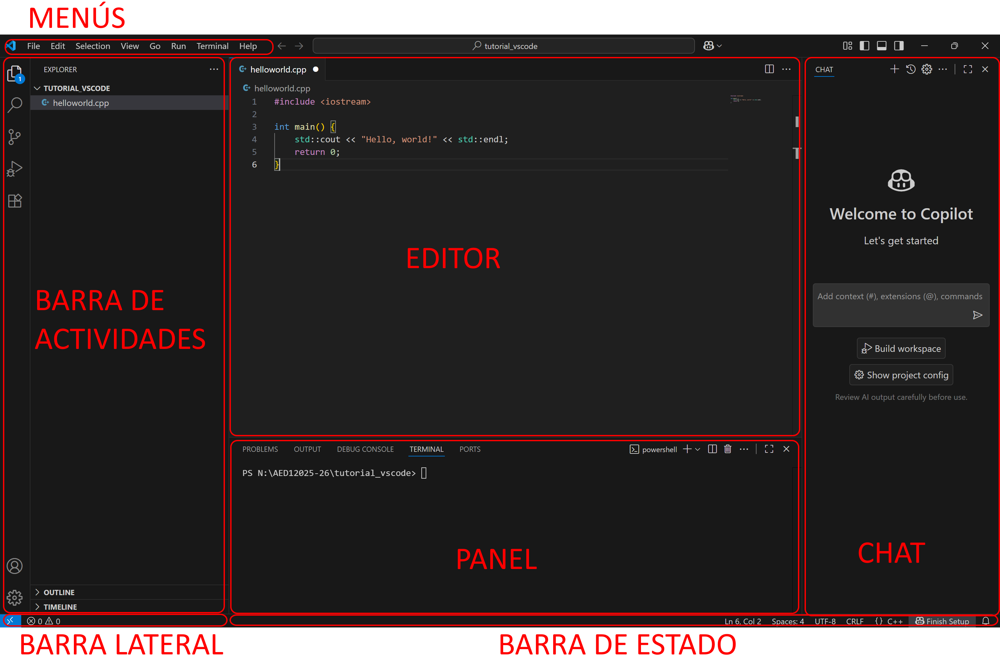 MENÚS
File Edit Selection View Go Run Terminal Help
tutorial_vscode
EXPLORER
1
TUTORIAL_VSCODE
helloworld.cpp
OUTLINE
TIMELINE
BARRA DE
ACTIVIDADES
helloworld.cpp
helloworld.cpp
1 #include <iostream>
2
3 int main() {
4 std::cout << "Hello, world!" << std::endl;
5 return 0;
6 }
EDITOR
PROBLEMS OUTPUT DEBUG CONSOLE TERMINAL PORTS
powershell
PS N:\AED12025-26\tutorial_vscode>
PANEL
CHAT
Welcome to Copilot
Let's get started
Add context (#), extensions (@), commands
Build workspace
Show project config
Review AI output carefully before use.
CHAT
0 0
Ln 6, Col 2 Spaces: 4 UTF-8 CRLF {} C++ Finish Setup
BARRA LATERAL
BARRA DE ESTADO